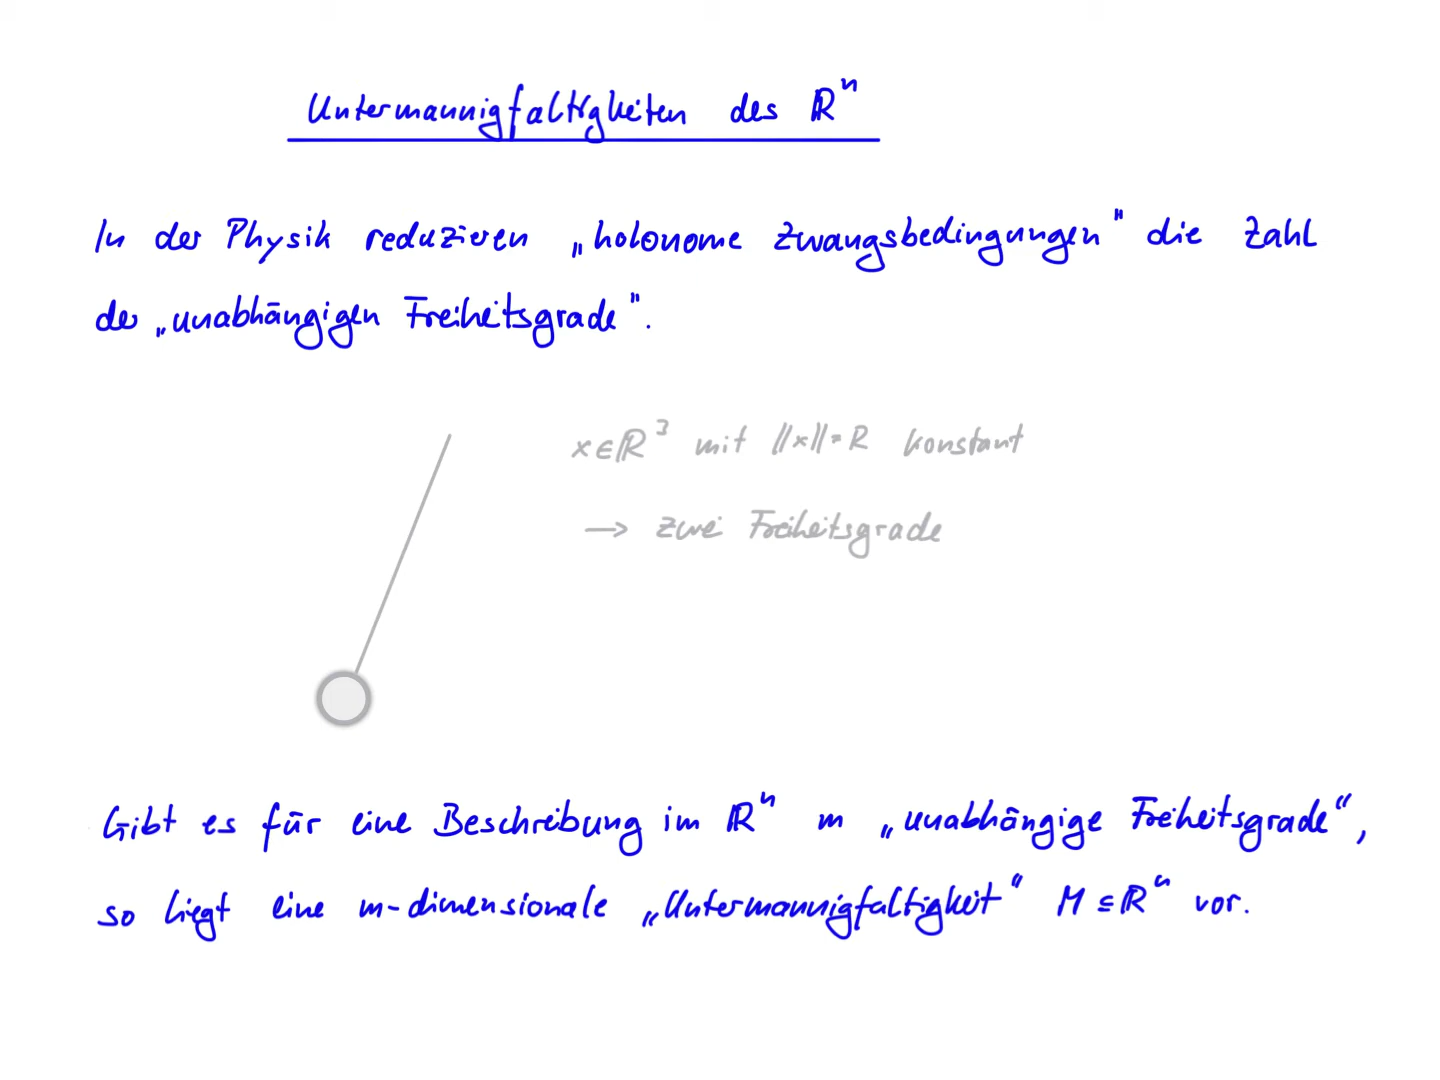 Untermannigfaltigkeiten des ℝⁿ
In der Physik reduzieren „holonome Zwangsbedingungen" die Zahl
der „unabhängigen Freiheitsgrade".
x ∈ ℝ³ mit ||x|| = R konstant
→ zwei Freiheitsgrade
Gibt es für eine Beschreibung im ℝⁿ m „unabhängige Freiheitsgrade“,
so liegt eine m-dimensionale „Untermannigfaltigkeit“ M ⊆ ℝⁿ vor.